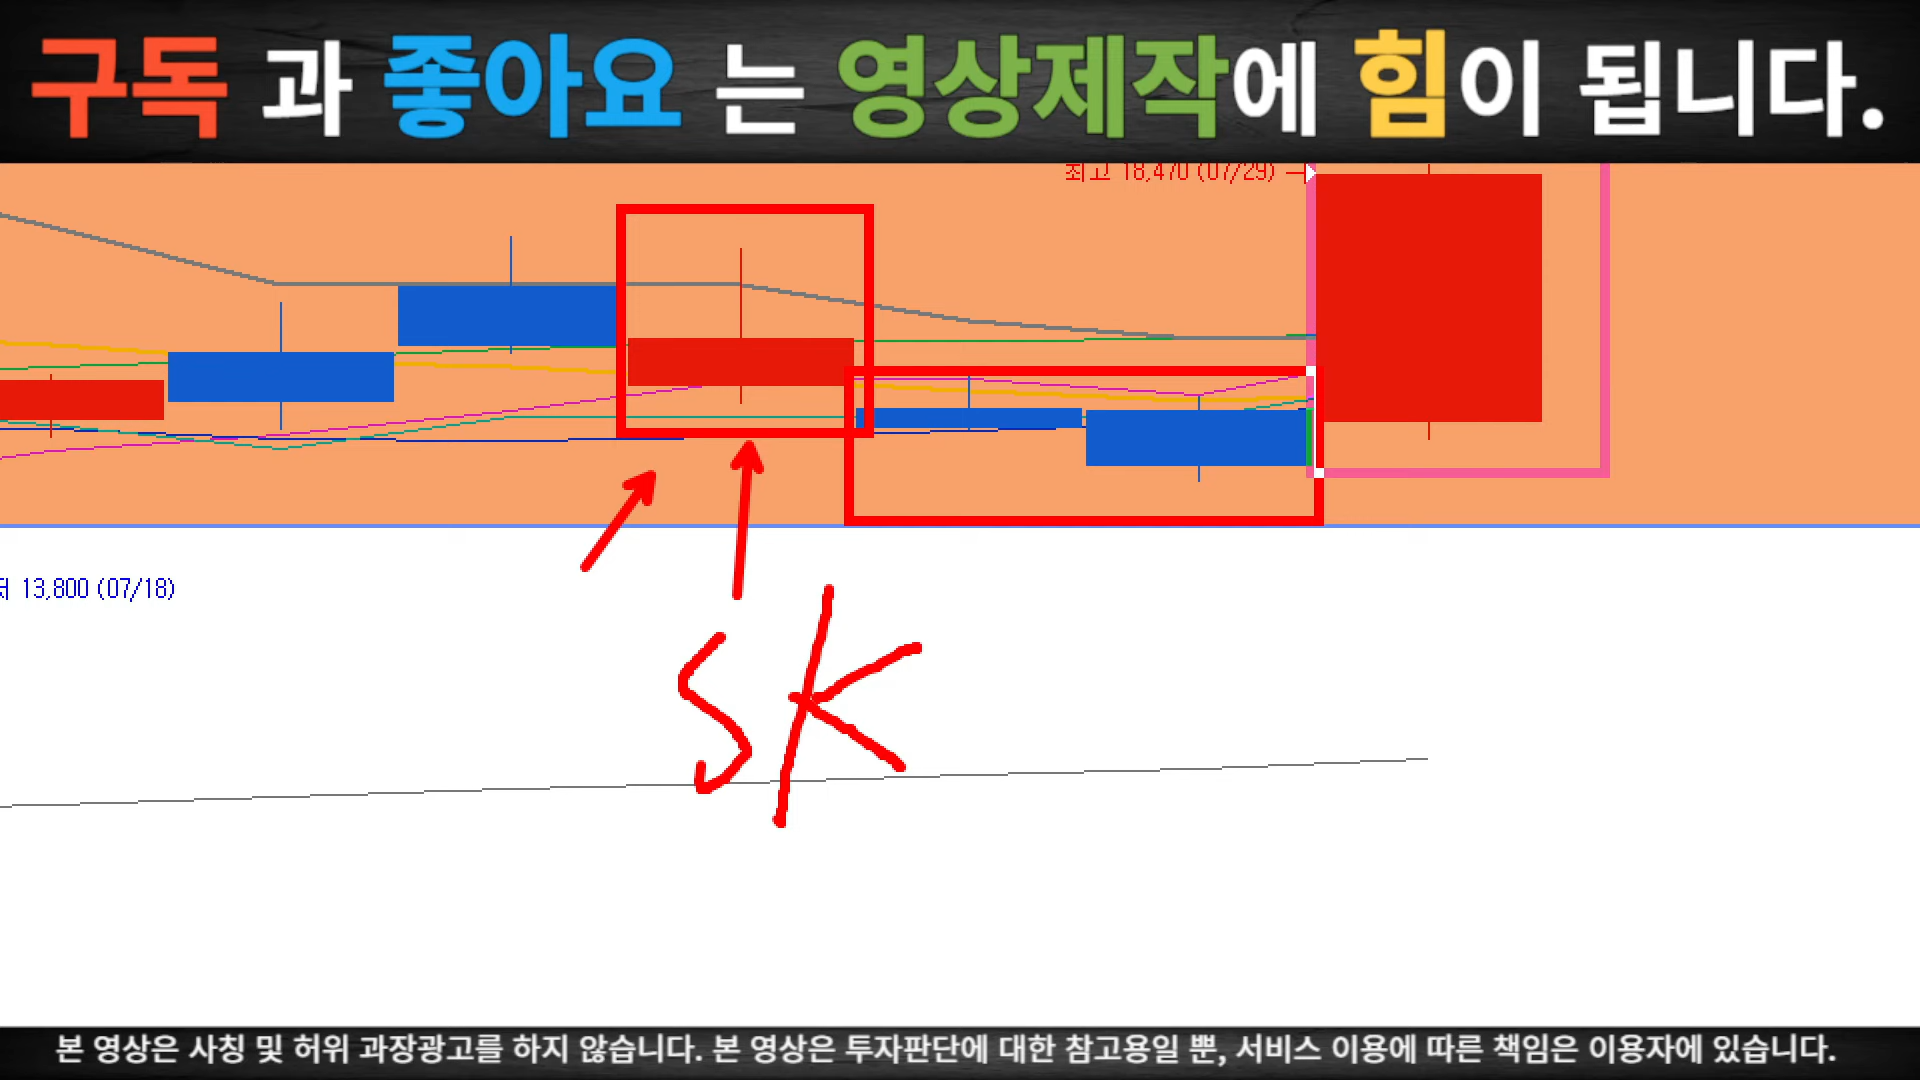 구독 과 좋아요 는 영상제작에 힘이 됩니다.
최고 18,470 (07/29)
13,800 (07/18)
SK
본 영상은 사칭 및 허위 과장광고를 하지 않습니다. 본 영상은 투자판단에 대한 참고용일 뿐, 서비스 이용에 따른 책임은 이용자에 있습니다.